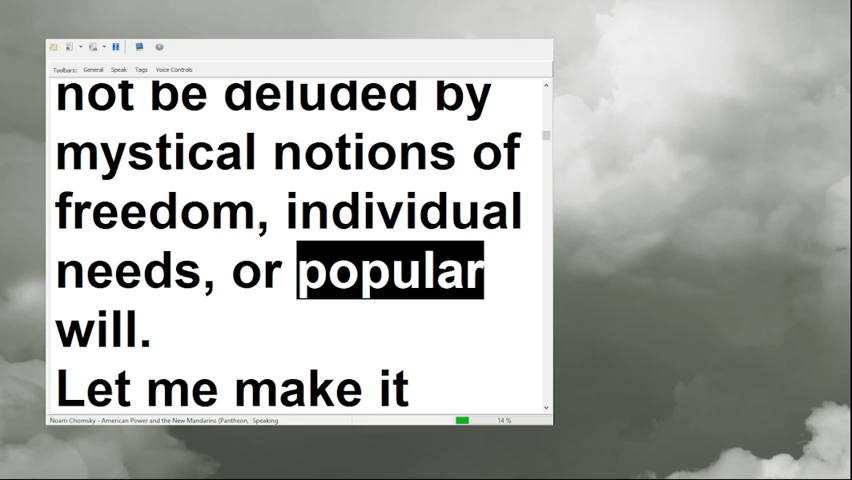 Toolbars: General Speak Tags Voice Controls
not be deluded by
mystical notions of
freedom, individual
needs, or popular
will.
Let me make it
Noam Chomsky - American Power and the New Mandarins (Pantheon, : Speaking 14 %